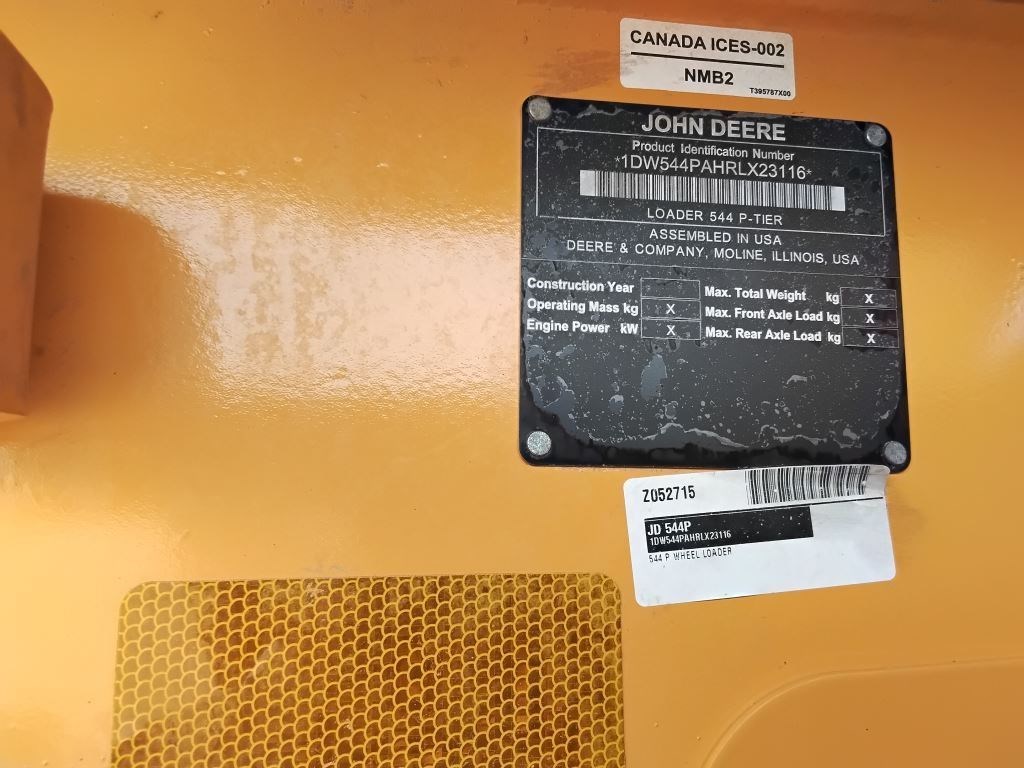 CANADA ICES-002
NMB2
T395787X00
JOHN DEERE
Product Identification Number
*1DW544PAHRLX23116*
LOADER 544 P-TIER
ASSEMBLED IN USA
DEERE & COMPANY, MOLINE, ILLINOIS, USA
Construction Year
Operating Mass kg X
Engine Power kW X
Max. Total Weight kg X
Max. Front Axle Load kg X
Max. Rear Axle Load kg X
Z052715
JD 544P
1DW544PAHRLX23116
544 P WHEEL LOADER